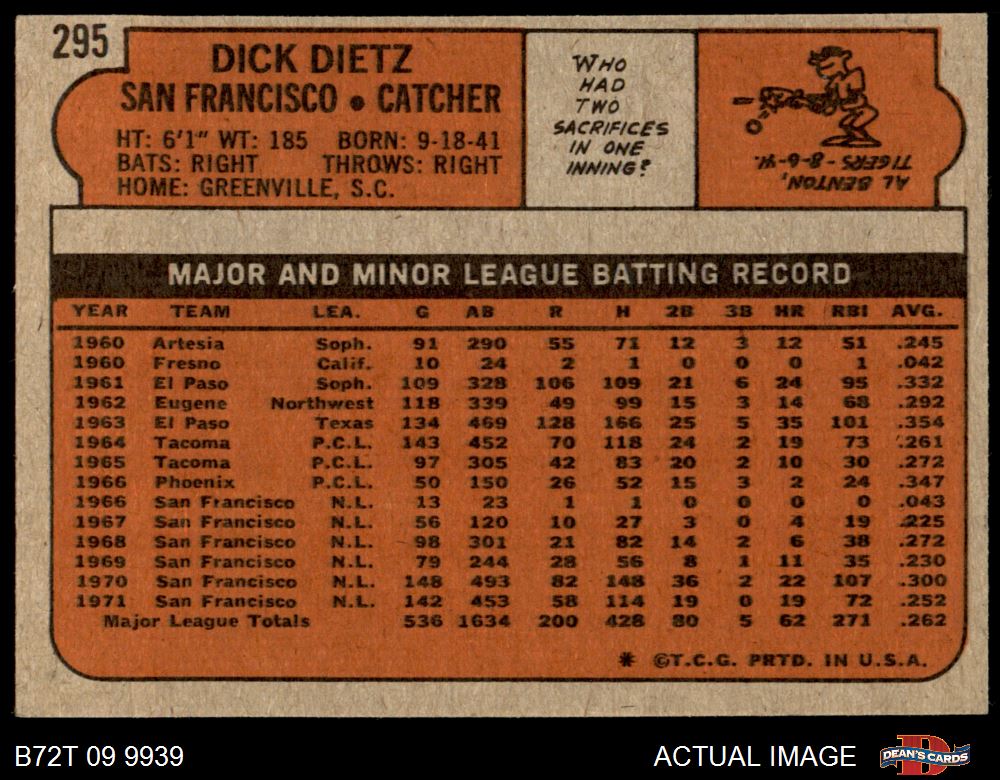 295
DICK DIETZ
SAN FRANCISCO • CATCHER
HT: 6'1" WT: 185 BORN: 9-18-41
BATS: RIGHT THROWS: RIGHT
HOME: GREENVILLE, S.C.
WHO
HAD
TWO
SACRIFICES
IN ONE
INNING?
AL BENTON,
TIGERS - 8-6-41.
MAJOR AND MINOR LEAGUE BATTING RECORD
YEAR TEAM LEA. G AB R H 2B 3B HR RBI AVG.
1960 Artesia Soph. 91 290 55 71 12 3 12 51 .245
1960 Fresno Calif. 10 24 2 1 0 0 0 1 .042
1961 El Paso Soph. 109 328 106 109 21 6 24 95 .332
1962 Eugene Northwest 118 339 49 99 15 3 14 68 .292
1963 El Paso Texas 134 469 128 166 25 5 35 101 .354
1964 Tacoma P.C.L. 143 452 70 118 24 2 19 73 .261
1965 Tacoma P.C.L. 97 305 42 83 20 2 10 30 .272
1966 Phoenix P.C.L. 50 150 26 52 15 3 2 24 .347
1966 San Francisco N.L. 13 23 1 1 0 0 0 0 .043
1967 San Francisco N.L. 56 120 10 27 3 0 4 19 .225
1968 San Francisco N.L. 98 301 21 82 14 2 6 38 .272
1969 San Francisco N.L. 79 244 28 56 8 1 11 35 .230
1970 San Francisco N.L. 148 493 82 148 36 2 22 107 .300
1971 San Francisco N.L. 142 453 58 114 19 0 19 72 .252
Major League Totals 536 1634 200 428 80 5 62 271 .262
* ©T.C.G. PRTD. IN U.S.A.
B72T 09 9939
ACTUAL IMAGE
D
DEAN'S CARDS